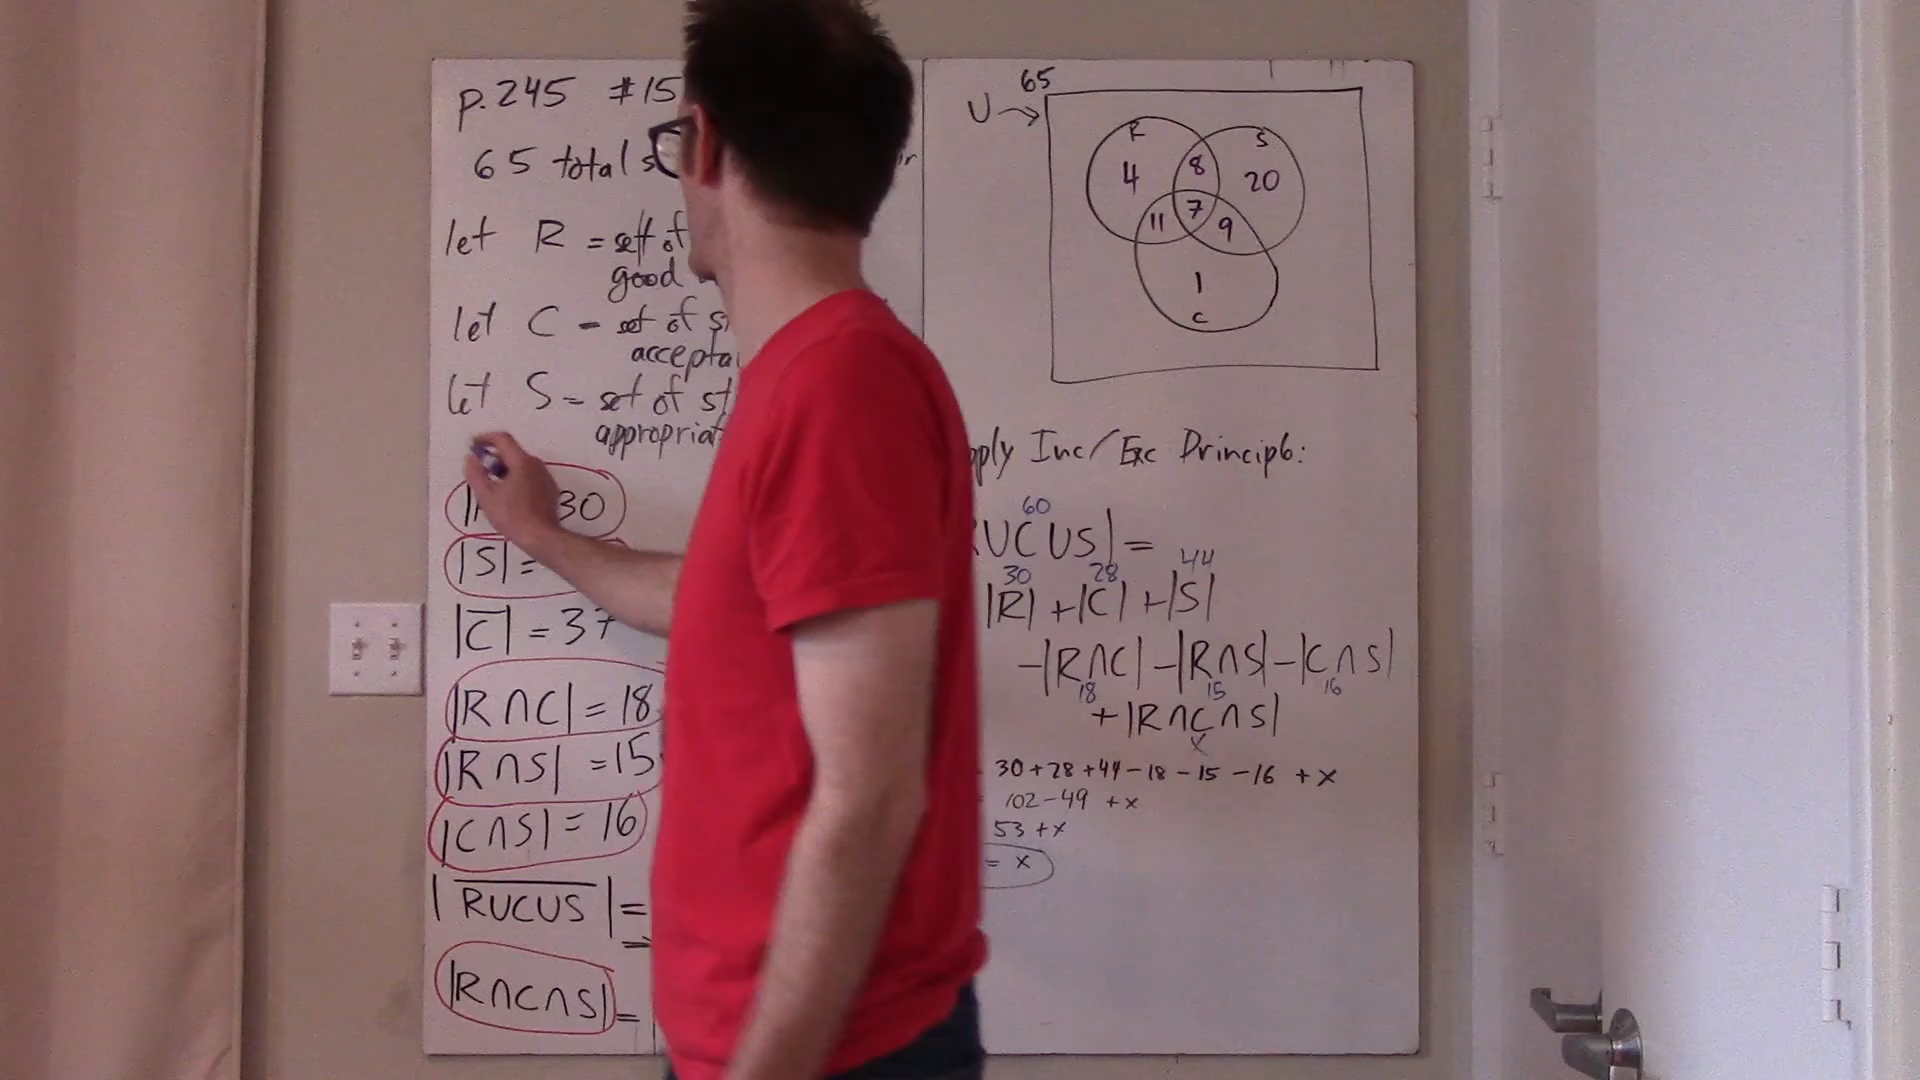 p.245 #15
65 total
let R = set of
good
let C = set of
acceptab
let S = set of st
appropriat
30
|S| =
|C̅| = 37
|R∩C| = 18
|R∩S| = 15
|C∩S| = 16
|R̅U̅C̅U̅S̅| =
|R∩C∩S| =
65
U →
R
S
4
8
20
7
11
9
1
C
Inc/Exc Principle:
60
UCUS| =
30 28 44
|R| + |C| + |S|
-|R∩C| - |R∩S| - |C∩S|
18 15 16
+ |R∩C∩S|
x
30+28+44-18-15-16 +x
102-49 +x
53 +x
= x